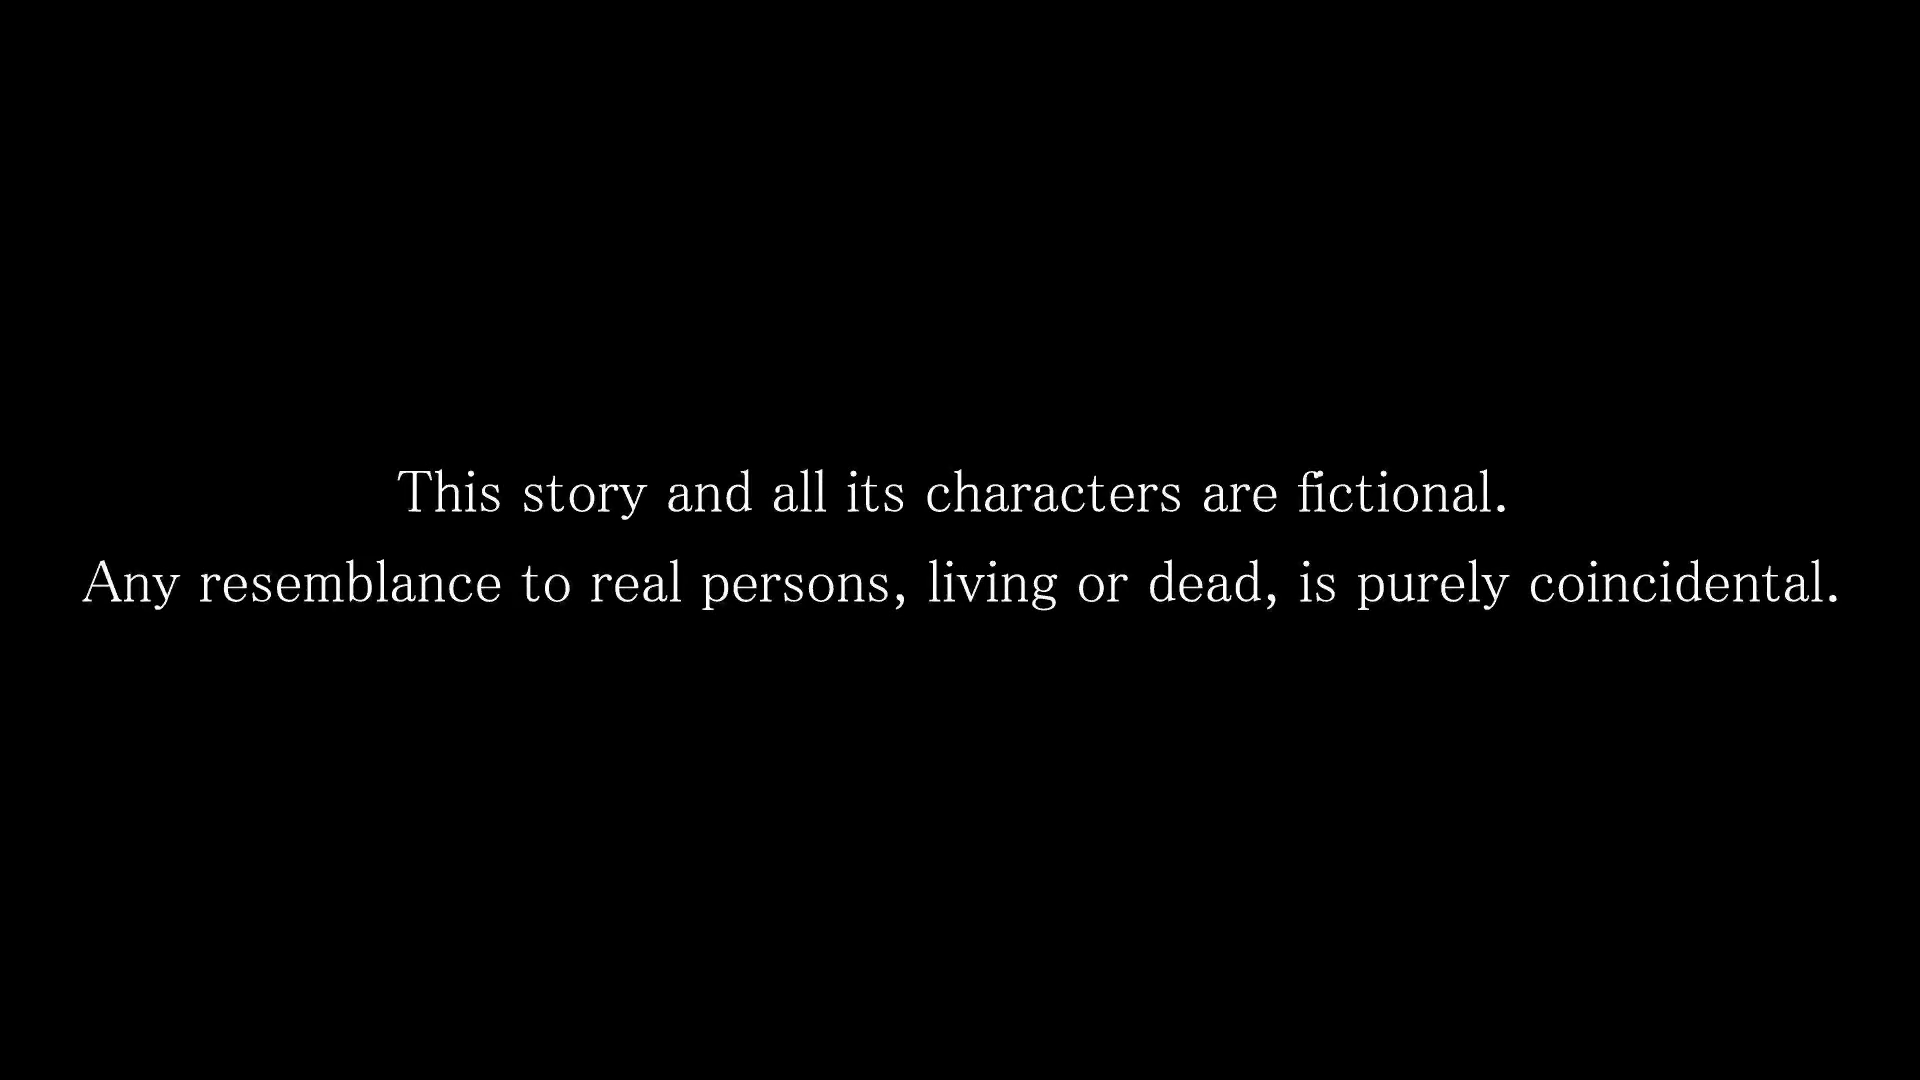 This story and all its characters are fictional.
Any resemblance to real persons, living or dead, is purely coincidental.